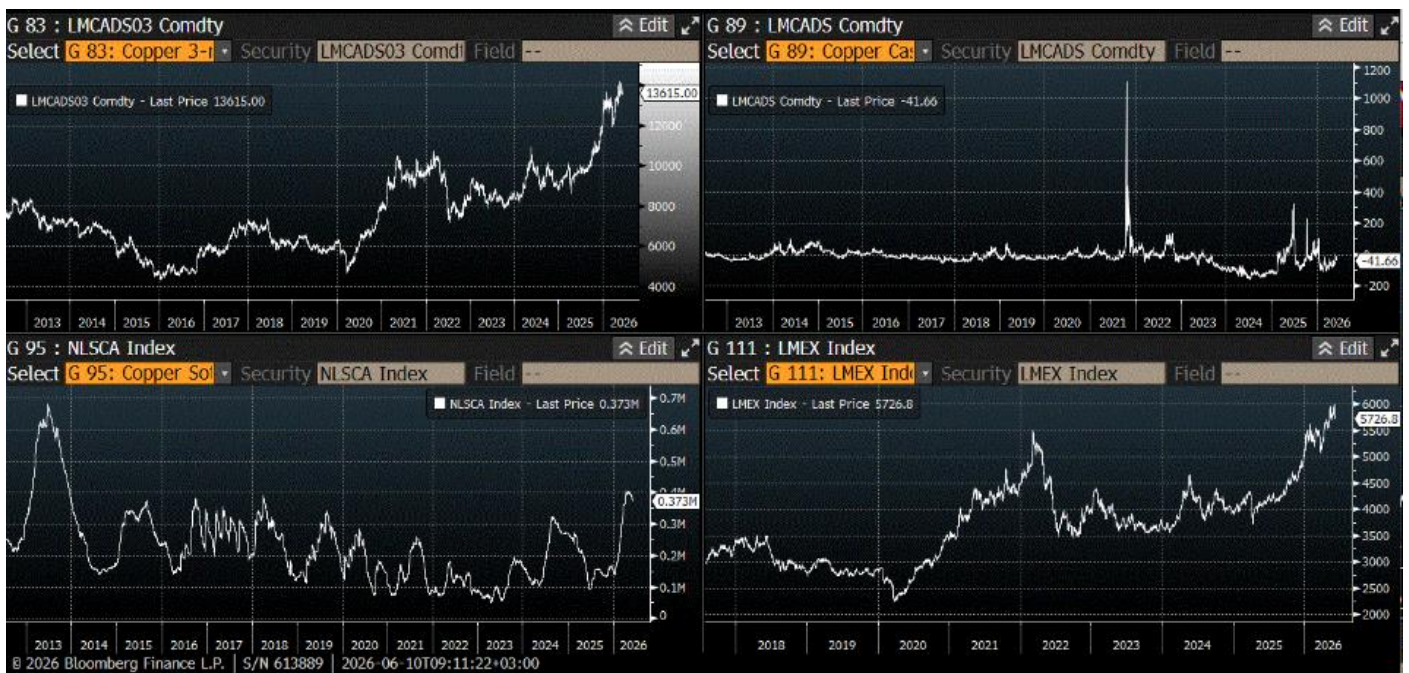 G 83 : LMCADS03 Comdty
Edit
Select G 83: Copper 3-r Security LMCADS03 Comdt Field --
LMCADS03 Comdty - Last Price 13615.00
13615.00
12000
10000
8000
6000
4000
2013 2014 2015 2016 2017 2018 2019 2020 2021 2022 2023 2024 2025 2026
G 89 : LMCADS Comdty
Edit
Select G 89: Copper Ca: Security LMCADS Comdty Field --
LMCADS Comdty - Last Price -41.66
1200
1000
800
600
400
200
-41.66
-200
2013 2014 2015 2016 2017 2018 2019 2020 2021 2022 2023 2024 2025 2026
G 95 : NLSCA Index
Edit
Select G 95: Copper So Security NLSCA Index Field --
NLSCA Index - Last Price 0.373M
0.7M
0.6M
0.5M
0.4M
0.373M
0.3M
0.2M
0.1M
0
2013 2014 2015 2016 2017 2018 2019 2020 2021 2022 2023 2024 2025 2026
G 111 : LMEX Index
Edit
Select G 111: LMEX Ind Security LMEX Index Field --
LMEX Index - Last Price 5726.8
6000
5726.8
5500
5000
4500
4000
3500
3000
2500
2000
2018 2019 2020 2021 2022 2023 2024 2025 2026
© 2026 Bloomberg Finance L.P. | S/N 613889 | 2026-06-10T09:11:22+03:00